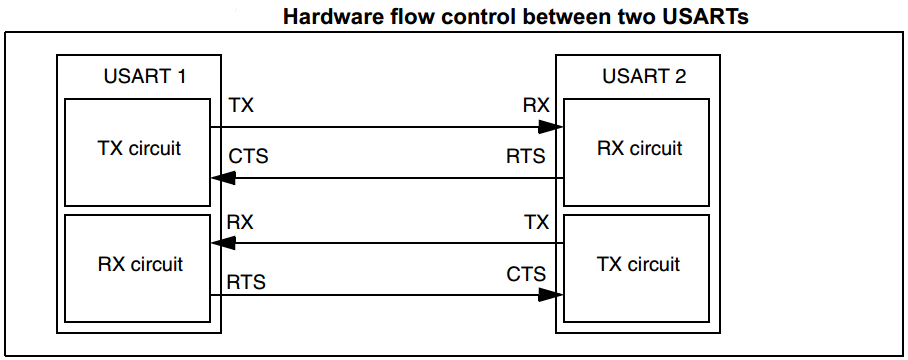 Hardware flow control between two USARTs
USART 1
USART 2
TX
RX
TX circuit
RX circuit
CTS
RTS
RX
TX
RX circuit
TX circuit
RTS
CTS